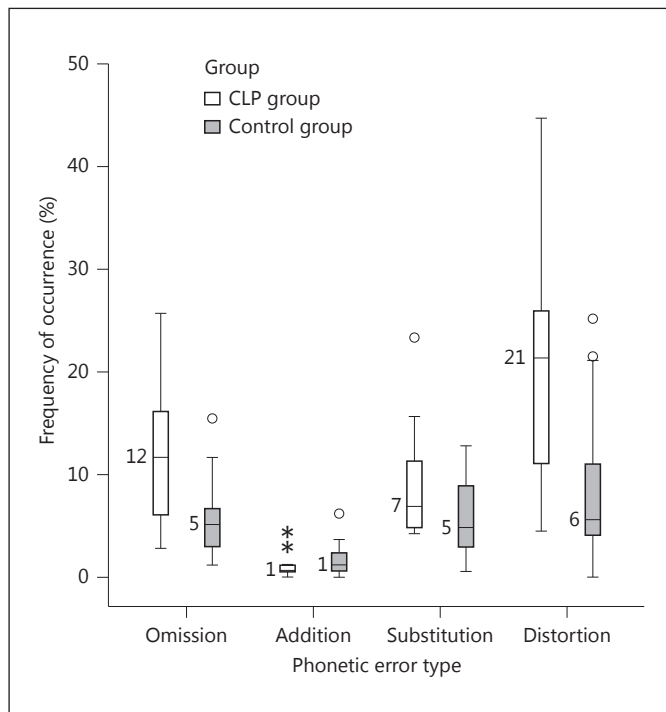 50
40
30
20
10
0
Frequency of occurrence (%)
Group
CLP group
Control group
12
5
1
1
7
5
21
6
Omission
Addition
Substitution
Distortion
Phonetic error type